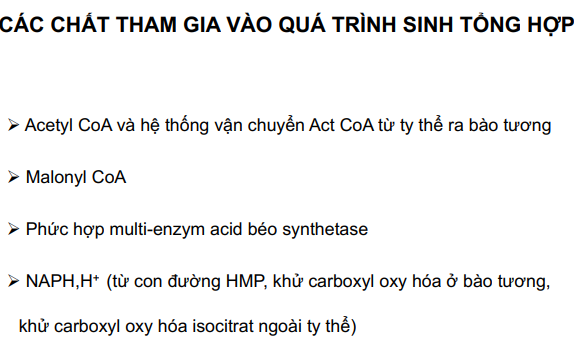 CÁC CHẤT THAM GIA VÀO QUÁ TRÌNH SINH TỔNG HỢP
➢ Acetyl CoA và hệ thống vận chuyển Act CoA từ ty thể ra bào tương
➢ Malonyl CoA
➢ Phức hợp multi-enzym acid béo synthetase
➢ NAPH,H⁺ (từ con đường HMP, khử carboxyl oxy hóa ở bào tương,
khử carboxyl oxy hóa isocitrat ngoài ty thể)